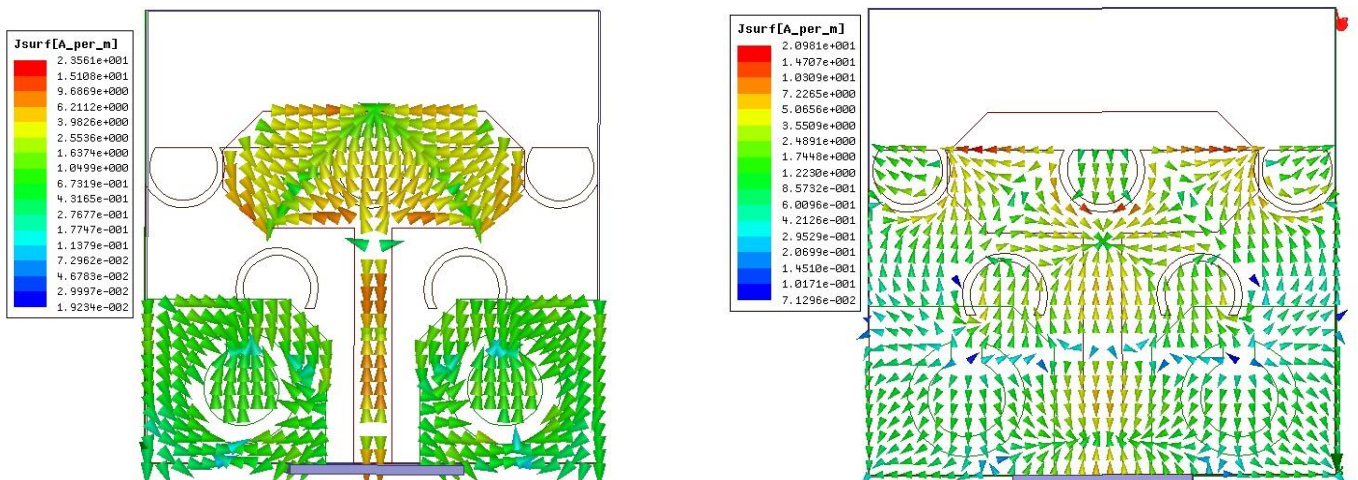 Jsurf[A_per_m]
2.3561e+001
1.5108e+001
9.6869e+000
6.2112e+000
3.9826e+000
2.5536e+000
1.6374e+000
1.0499e+000
6.7319e-001
4.3165e-001
2.7677e-001
1.7747e-001
1.1379e-001
7.2962e-002
4.6783e-002
2.9997e-002
1.9234e-002
Jsurf[A_per_m]
2.0981e+001
1.4707e+001
1.0309e+001
7.2265e+000
5.0656e+000
3.5509e+000
2.4891e+000
1.7448e+000
1.2230e+000
8.5732e-001
6.0096e-001
4.2126e-001
2.9529e-001
2.0699e-001
1.4510e-001
1.0171e-001
7.1296e-002